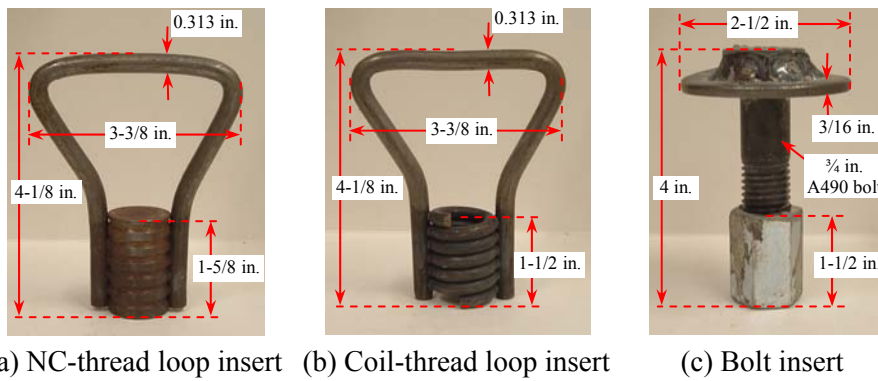 0.313 in.
3-3/8 in.
4-1/8 in.
1-5/8 in.
0.313 in.
3-3/8 in.
4-1/8 in.
1-1/2 in.
2-1/2 in.
3/16 in.
¾ in.
A490 bolt
4 in.
1-1/2 in.
a) NC-thread loop insert (b) Coil-thread loop insert (c) Bolt insert